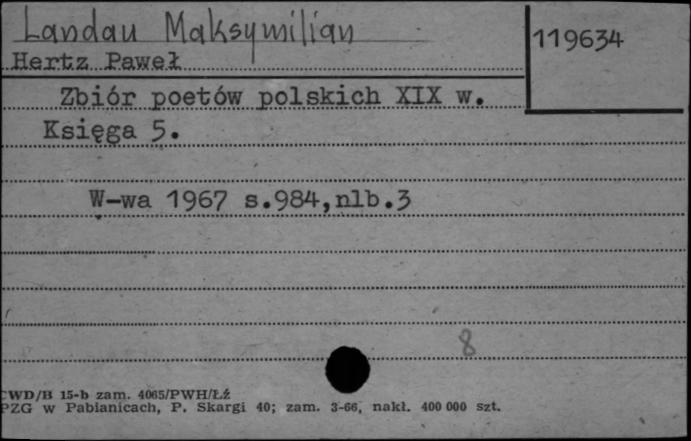 Landau Maksymilian
119634
Hertz Paweł
Zbiór poetów polskich XIX w.
Księga 5.
W-wa 1967 s.984,nlb.3
8
CWD/B 15-b zam. 4065/PWH/Łź
PZG w Pabianicach, P. Skargi 40; zam. 3-66, nakł. 400 000 szt.